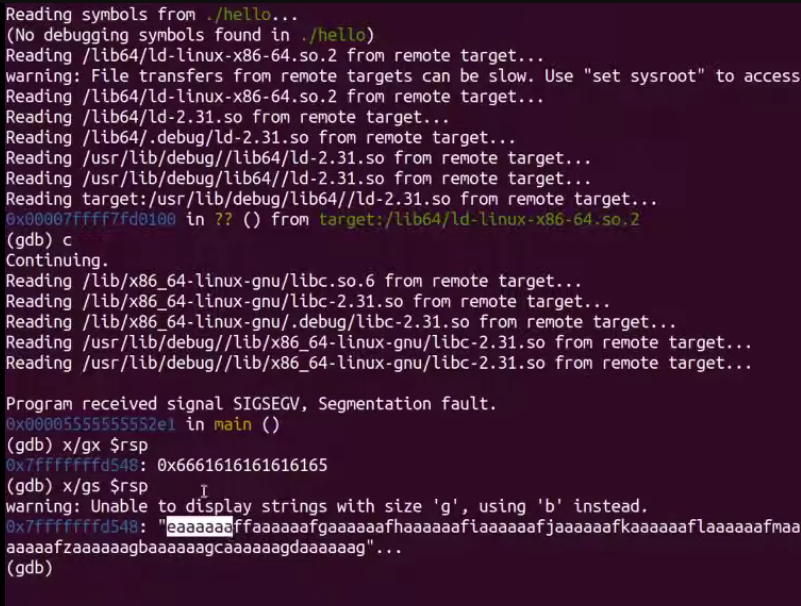 Reading symbols from ./hello...
(No debugging symbols found in ./hello)
Reading /lib64/ld-linux-x86-64.so.2 from remote target...
warning: File transfers from remote targets can be slow. Use "set sysroot" to access
Reading /lib64/ld-linux-x86-64.so.2 from remote target...
Reading /lib64/ld-2.31.so from remote target...
Reading /lib64/.debug/ld-2.31.so from remote target...
Reading /usr/lib/debug//lib64/ld-2.31.so from remote target...
Reading /usr/lib/debug/lib64//ld-2.31.so from remote target...
Reading target:/usr/lib/debug/lib64//ld-2.31.so from remote target...
0x00007ffff7fd0100 in ?? () from target:/lib64/ld-linux-x86-64.so.2
(gdb) c
Continuing.
Reading /lib/x86_64-linux-gnu/libc.so.6 from remote target...
Reading /lib/x86_64-linux-gnu/libc-2.31.so from remote target...
Reading /lib/x86_64-linux-gnu/.debug/libc-2.31.so from remote target...
Reading /usr/lib/debug//lib/x86_64-linux-gnu/libc-2.31.so from remote target...
Reading /usr/lib/debug//lib/x86_64-linux-gnu/libc-2.31.so from remote target...
Program received signal SIGSEGV, Segmentation fault.
0x00005555555552e1 in main ()
(gdb) x/gx $rsp
0x7fffffffd548: 0x6661616161616165
(gdb) x/gs $rsp
warning: Unable to display strings with size 'g', using 'b' instead.
0x7fffffffd548: "eaaaaaaffaaaaaafgaaaaaafhaaaaaafiaaaaaafjaaaaaafkaaaaaaflaaaaaafmaa
aaaaafzaaaaaagbaaaaaagcaaaaaagdaaaaaag"...
(gdb)